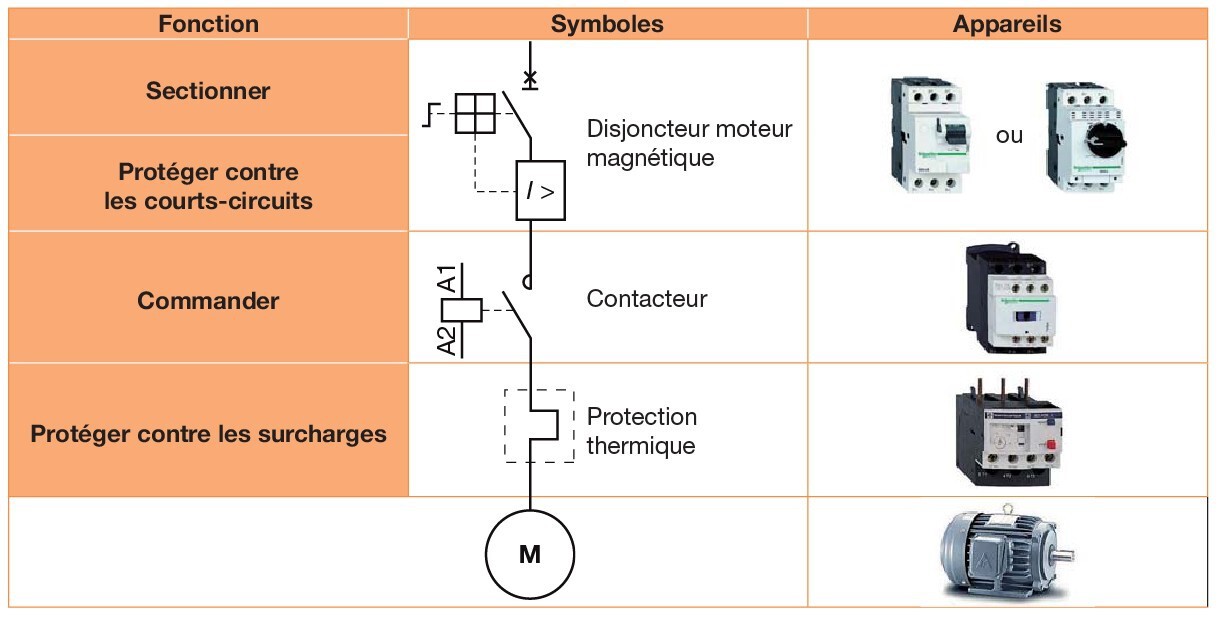 Fonction
Symboles
Appareils
Sectionner
Protéger contre
les courts-circuits
I >
Disjoncteur moteur
magnétique
ou
Commander
A1
A2
Contacteur
Protéger contre les surcharges
Protection
thermique
M